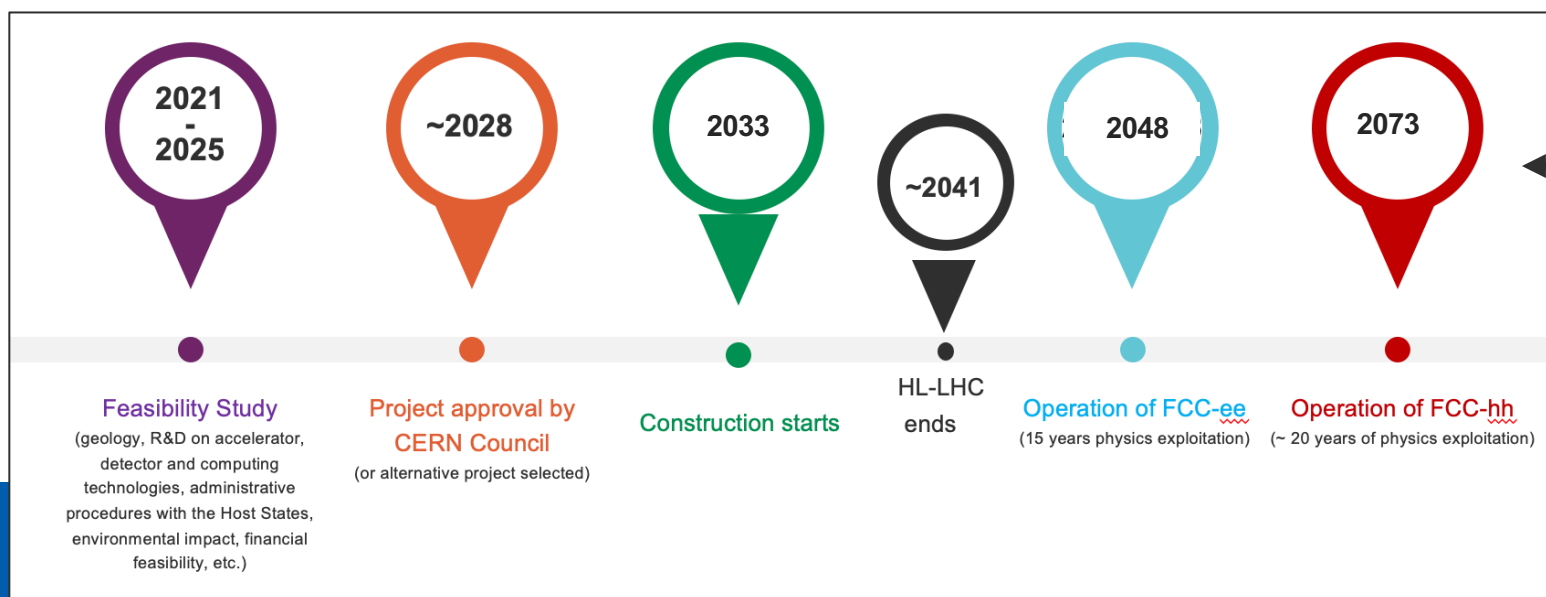 2021
-
2025
~2028
2033
~2041
2048
2073
Feasibility Study
(geology, R&D on accelerator,
detector and computing
technologies, administrative
procedures with the Host States,
environmental impact, financial
feasibility, etc.)
Project approval by
CERN Council
(or alternative project selected)
Construction starts
HL-LHC
ends
Operation of FCC-ee
(15 years physics exploitation)
Operation of FCC-hh
(~ 20 years of physics exploitation)